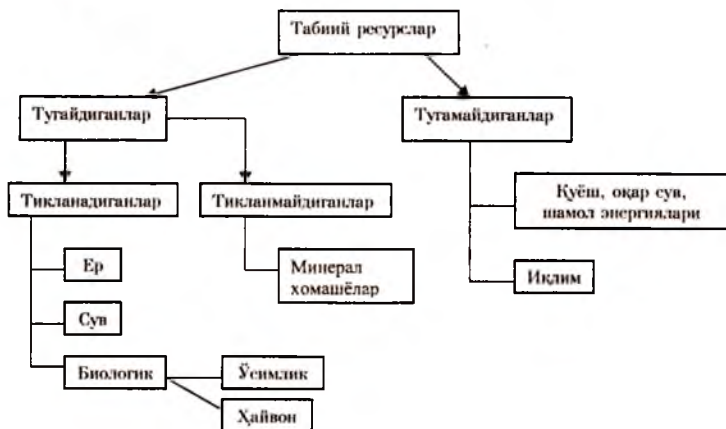 Табиий ресурслар
Тугайдиганлар
Тугамайдиганлар
Тикланадиганлар
Тикланмайдиганлар
Қуёш, оқар сув,
шамол энергиялари
Ер
Минерал
хомашёлар
Иқлим
Сув
Биологик
Ўсимлик
Ҳайвон